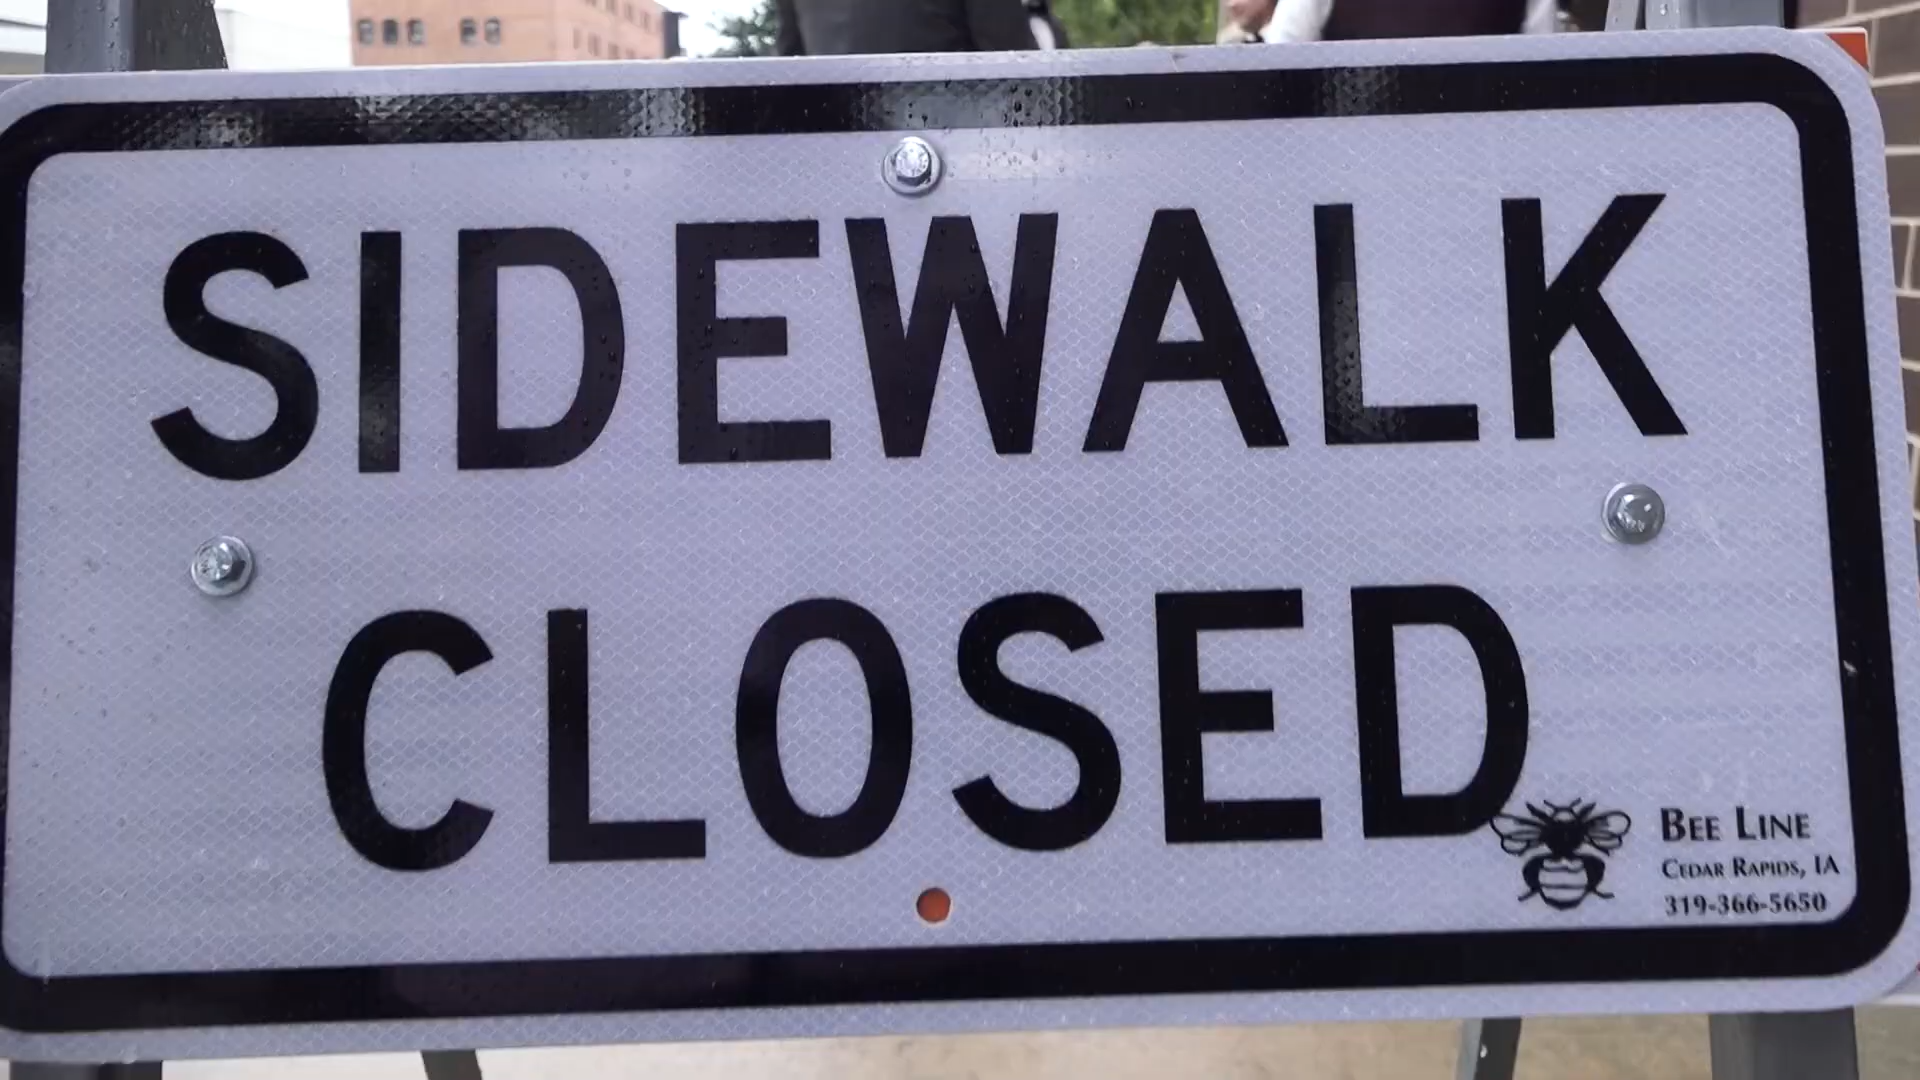 SIDEWALK
CLOSED
BEE LINE
CEDAR RAPIDS, IA
319-366-5650